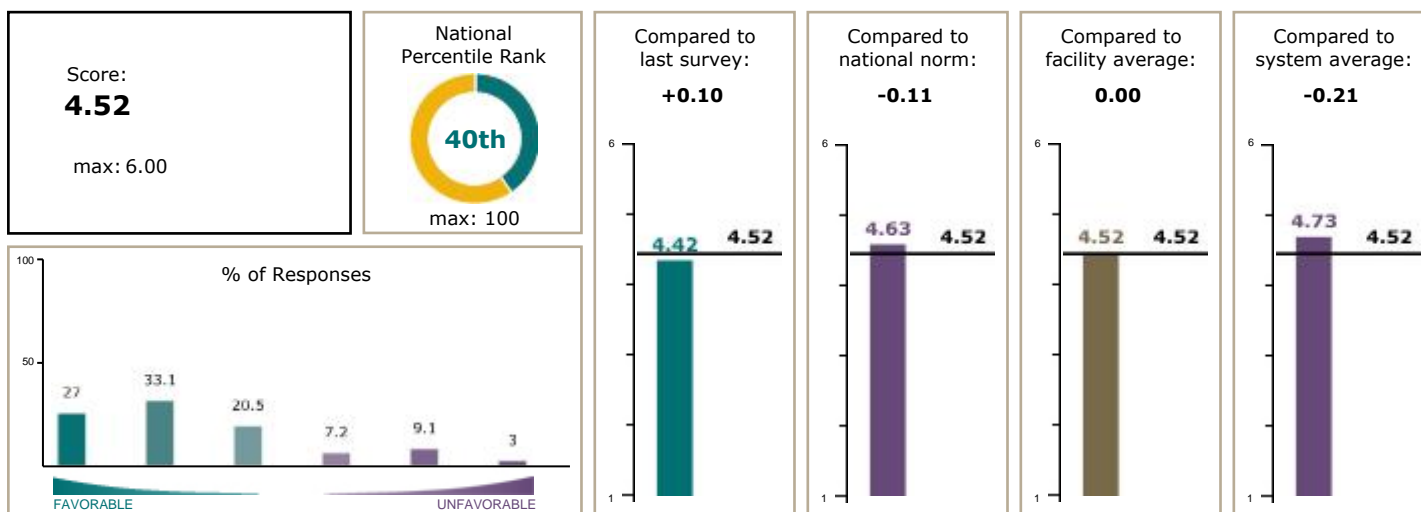 Score:
4.52
max: 6.00
National
Percentile Rank
40th
max: 100
% of Responses
100
50
27
33.1
20.5
7.2
9.1
3
FAVORABLE
UNFAVORABLE
Compared to
last survey:
+0.10
6
4.42
4.52
1
Compared to
national norm:
-0.11
6
4.63
4.52
1
Compared to
facility average:
0.00
6
4.52
4.52
1
Compared to
system average:
-0.21
6
4.73
4.52
1